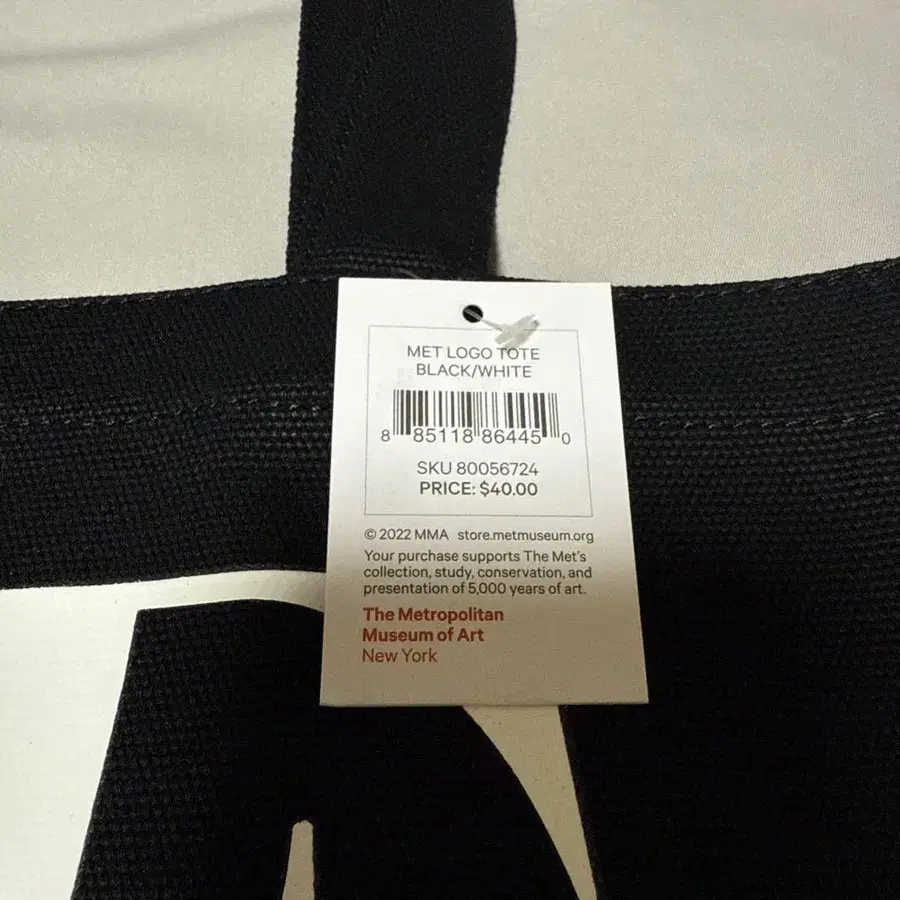 MET LOGO TOTE
BLACK/WHITE
8 85118 86445 0
SKU 80056724
PRICE: $40.00
© 2022 MMA store.metmuseum.org
Your purchase supports The Met's
collection, study, conservation, and
presentation of 5,000 years of art.
The Metropolitan
Museum of Art
New York